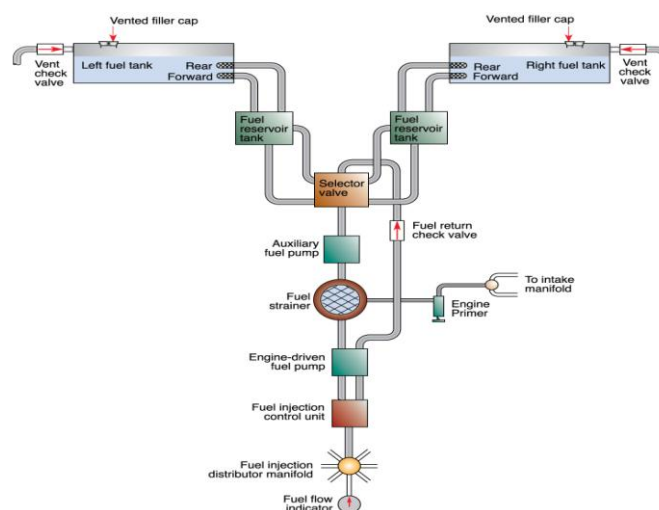 Vented filler cap
Vented filler cap
Vent
check
valve
Left fuel tank
Rear
Forward
Rear
Forward
Right fuel tank
Vent
check
valve
Fuel
reservoir
tank
Fuel
reservoir
tank
Selector
valve
Fuel return
check valve
Auxiliary
fuel pump
Fuel
strainer
To intake
manifold
Engine
Primer
Engine-driven
fuel pump
Fuel injection
control unit
Fuel injection
distributor manifold
Fuel flow
indicator